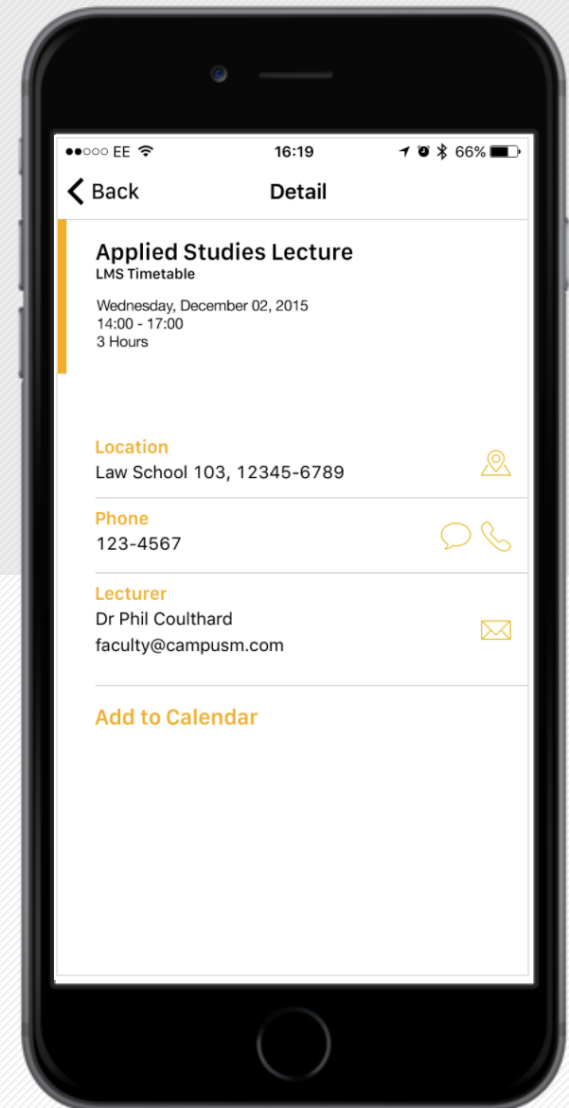 EE 16:19 66%
Back Detail
Applied Studies Lecture
LMS Timetable
Wednesday, December 02, 2015
14:00 - 17:00
3 Hours
Location
Law School 103, 12345-6789
Phone
123-4567
Lecturer
Dr Phil Coulthard
faculty@campusm.com
Add to Calendar